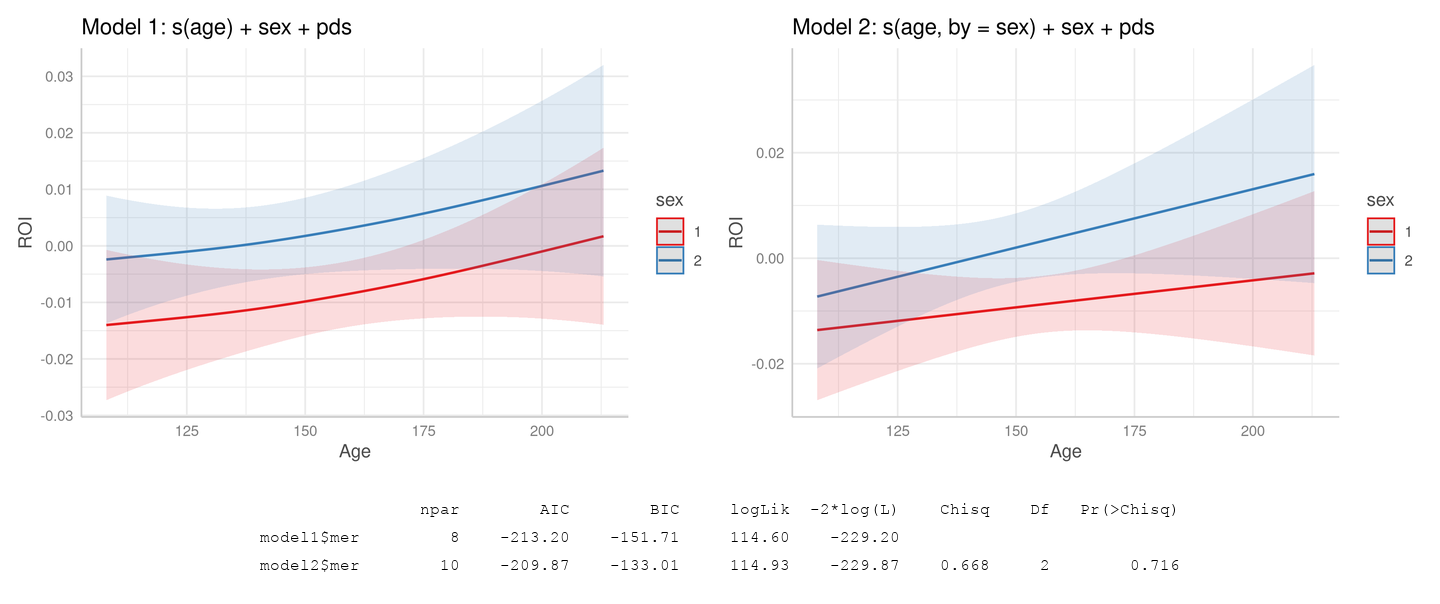 Model 1: s(age) + sex + pds
0.03
0.02
0.01
0.00
-0.01
-0.02
-0.03
ROI
125 150 175 200
Age
sex
1
2
Model 2: s(age, by = sex) + sex + pds
0.02
0.00
-0.02
ROI
125 150 175 200
Age
sex
1
2
npar AIC BIC logLik -2*log(L) Chisq Df Pr(>Chisq)
model1$mer 8 -213.20 -151.71 114.60 -229.20
model2$mer 10 -209.87 -133.01 114.93 -229.87 0.668 2 0.716